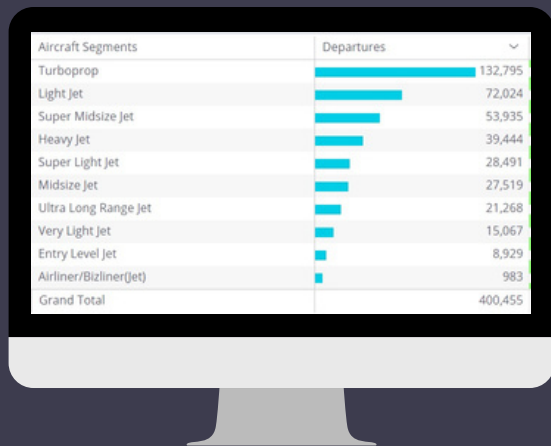 Aircraft Segments Departures
Turboprop 132,795
Light Jet 72,024
Super Midsize Jet 53,935
Heavy Jet 39,444
Super Light Jet 28,491
Midsize Jet 27,519
Ultra Long Range Jet 21,268
Very Light Jet 15,067
Entry Level Jet 8,929
Airliner/Bizliner(Jet) 983
Grand Total 400,455